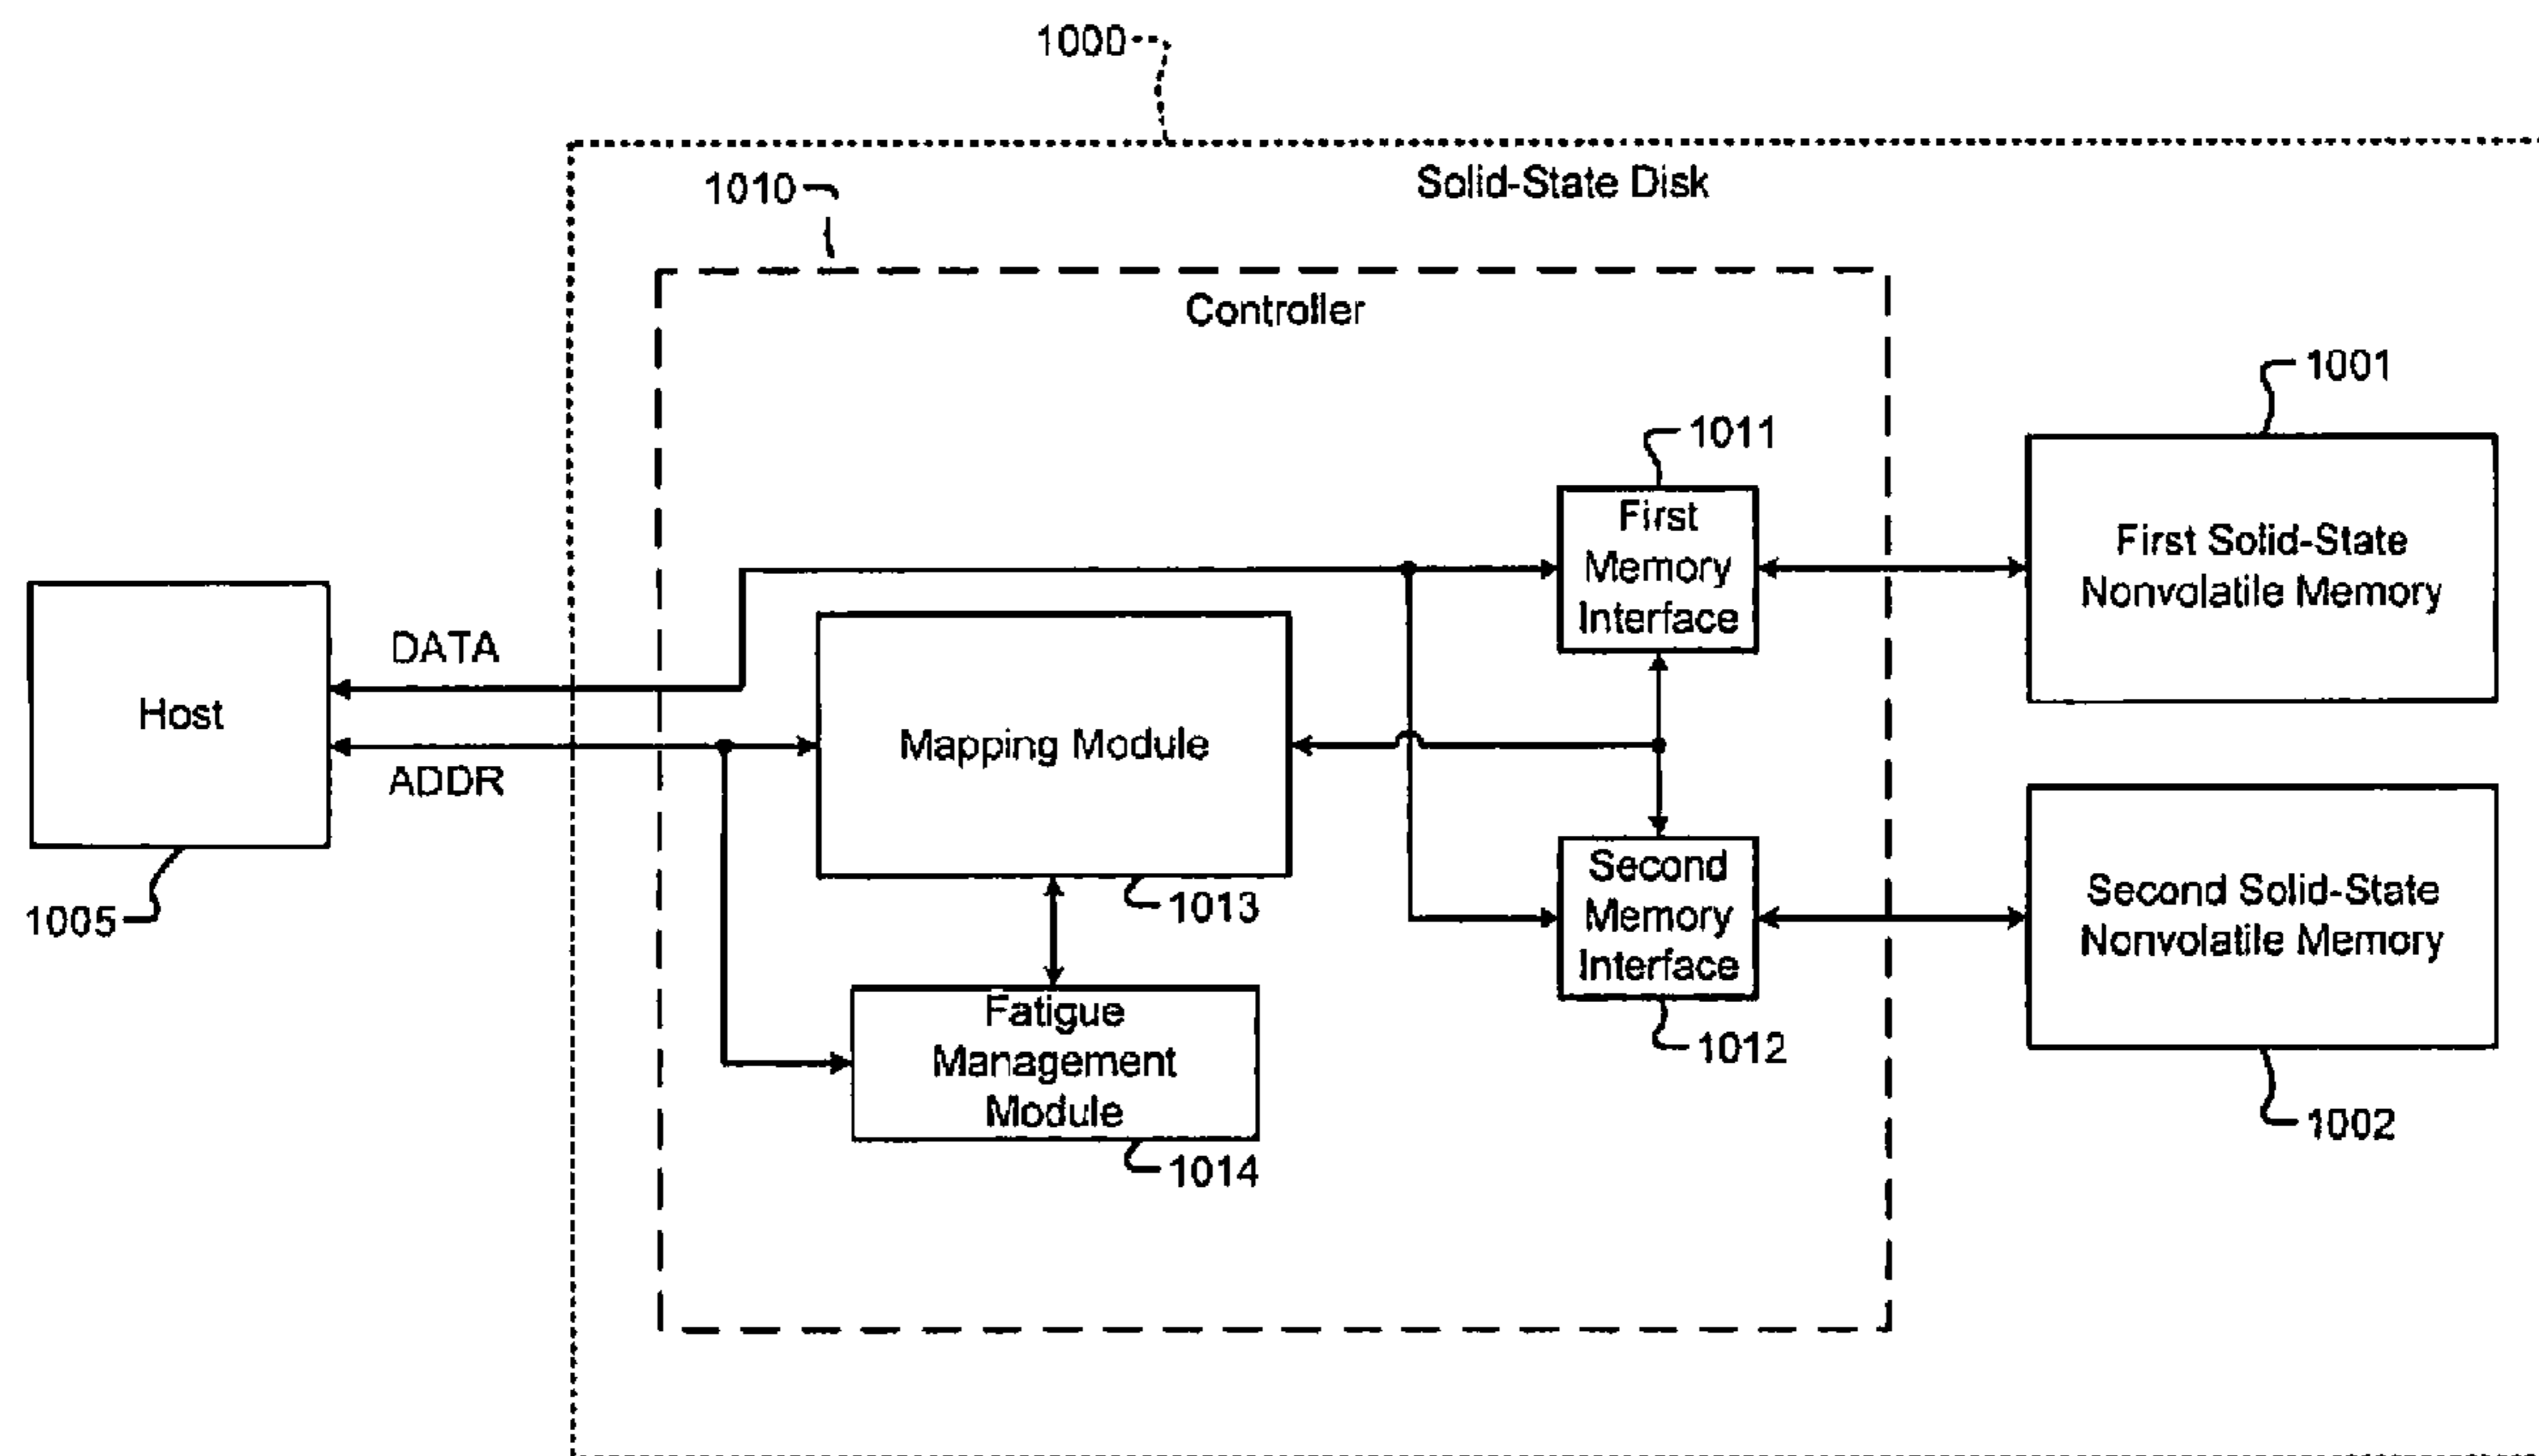 1000
Solid-State Disk
1010
Controller
1001
1011
First
Memory
Interface
First Solid-State
Nonvolatile Memory
DATA
Host
Mapping Module
ADDR
1005
1013
Second
Memory
Interface
Second Solid-State
Nonvolatile Memory
Fatigue
Management
Module
1012
1002
1014